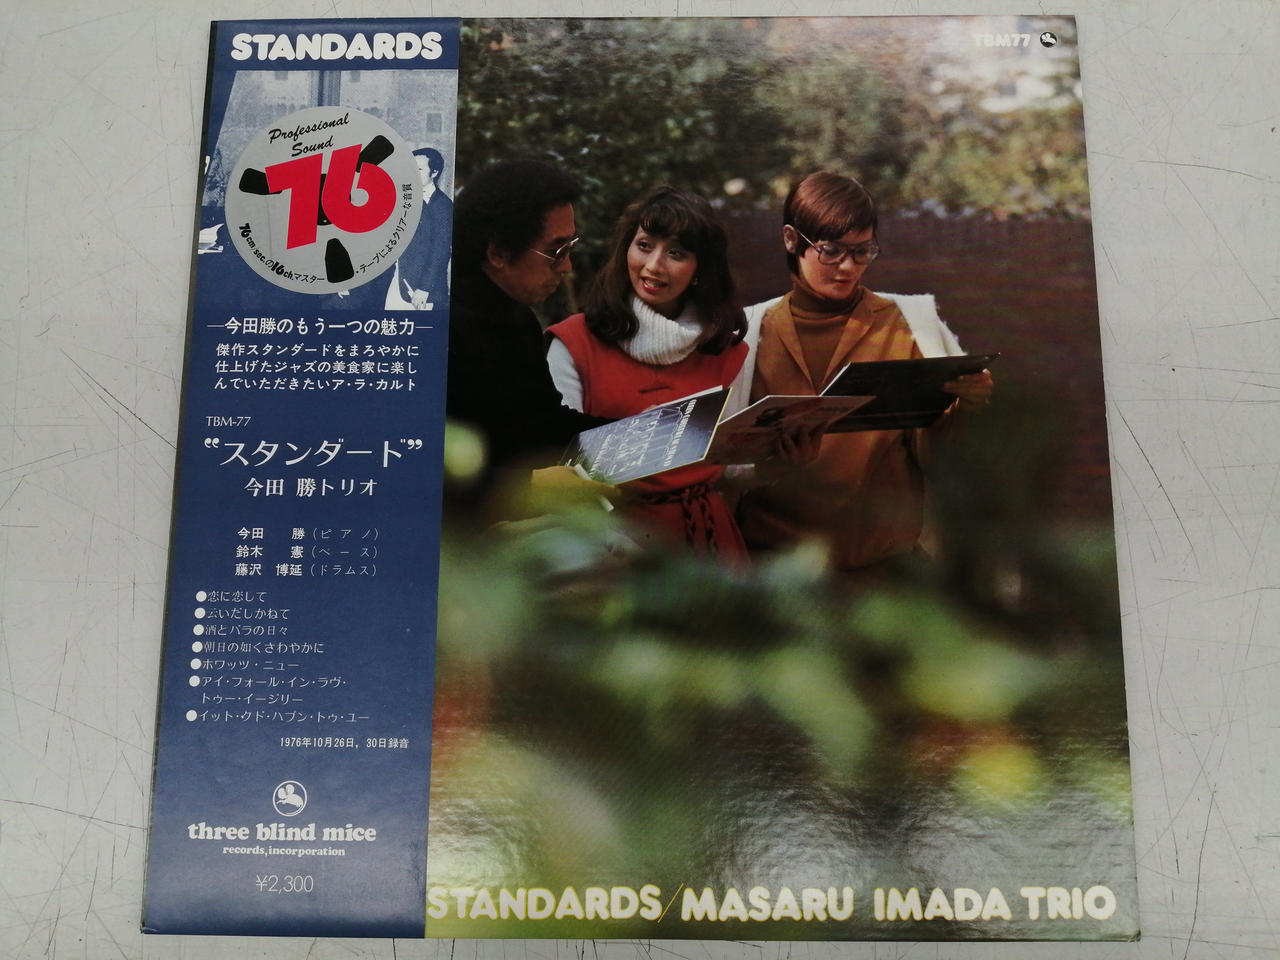 STANDARDS
Professional
Sound
76
76cm/sec.の16ch.マスター・テープによるクリアーな音質
—今田勝のもう一つの魅力—
傑作スタンダードをまろやかに
仕上げたジャズの美食家に楽し
んでいただきたいア・ラ・カルト
TBM-77
“スタンダード”
今田 勝トリオ
今田 勝（ピアノ）
鈴木 憲（ベース）
藤沢 博延（ドラムス）
●恋に恋して
●云いだしかねて
●酒とバラの日々
●朝日の如くさわやかに
●ホワッツ・ニュー
●アイ・フォール・イン・ラヴ・
トゥー・イージリー
●イット・クド・ハプン・トゥ・ユー
1976年10月26日，30日録音
three blind mice
records, incorporation
¥2,300
TBM77
STANDARDS/MASARU IMADA TRIO